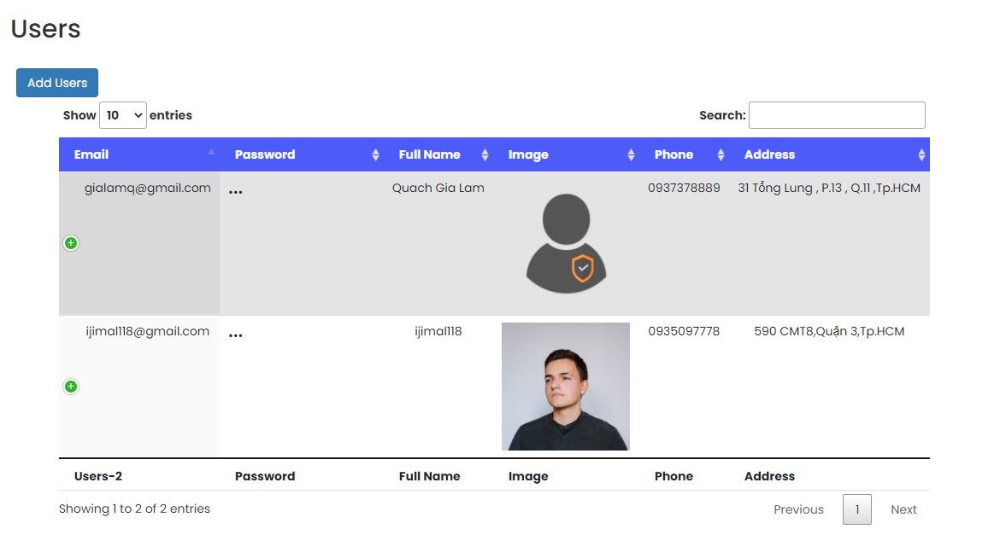 Users
Add Users
Show 10 entries Search:
Email Password Full Name Image Phone Address
gialamq@gmail.com ... Quach Gia Lam 0937378889 31 Tổng Lung , P.13 , Q.11 ,Tp.HCM
ijimal118@gmail.com ... ijimal118 0935097778 590 CMT8,Quận 3,Tp.HCM
Users-2 Password Full Name Image Phone Address
Showing 1 to 2 of 2 entries Previous 1 Next